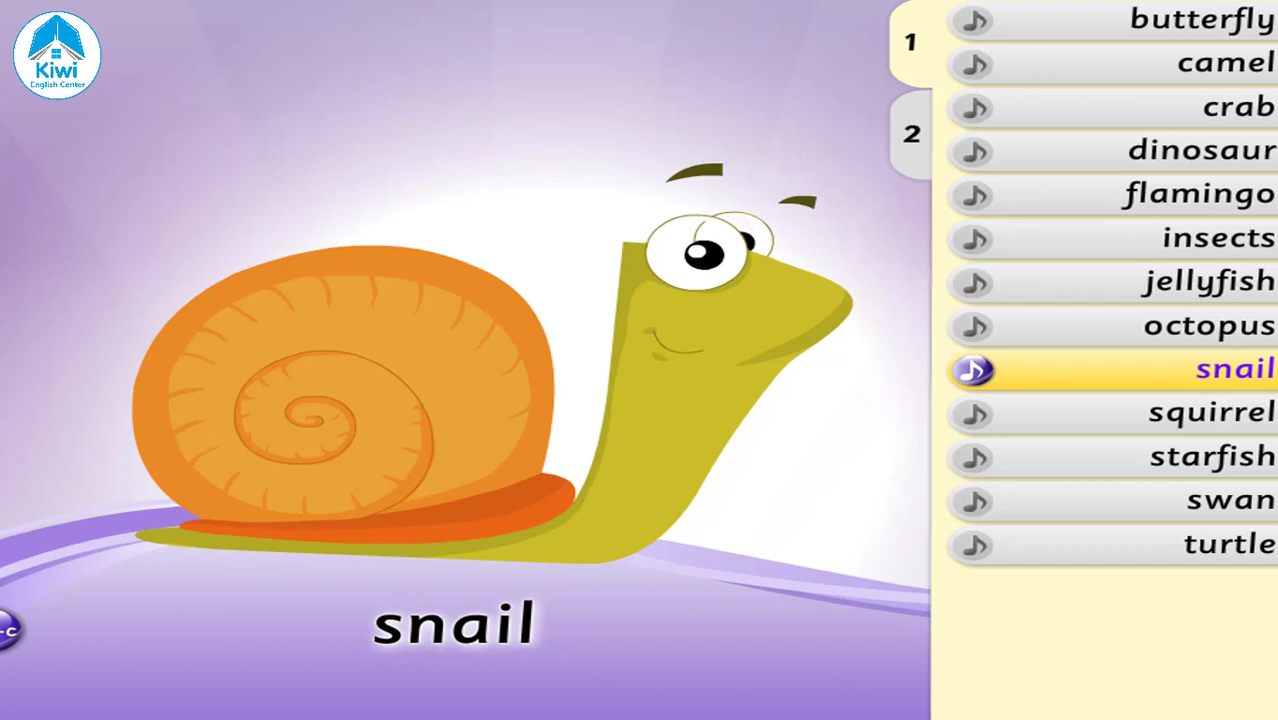 Kiwi
English Center
1
2
butterfly
camel
crab
dinosaur
flamingo
insects
jellyfish
octopus
snail
squirrel
starfish
swan
turtle
-c
snail